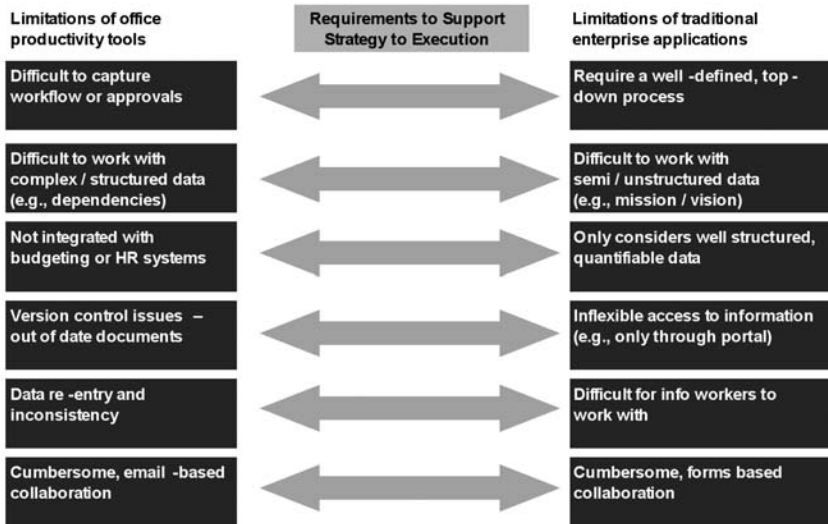 Limitations of office
productivity tools
Requirements to Support
Strategy to Execution
Limitations of traditional
enterprise applications
Difficult to capture
workflow or approvals
Require a well -defined, top -
down process
Difficult to work with
complex / structured data
(e.g., dependencies)
Difficult to work with
semi / unstructured data
(e.g., mission / vision)
Not integrated with
budgeting or HR systems
Only considers well structured,
quantifiable data
Version control issues –
out of date documents
Inflexible access to information
(e.g., only through portal)
Data re -entry and
inconsistency
Difficult for info workers to
work with
Cumbersome, email -based
collaboration
Cumbersome, forms based
collaboration